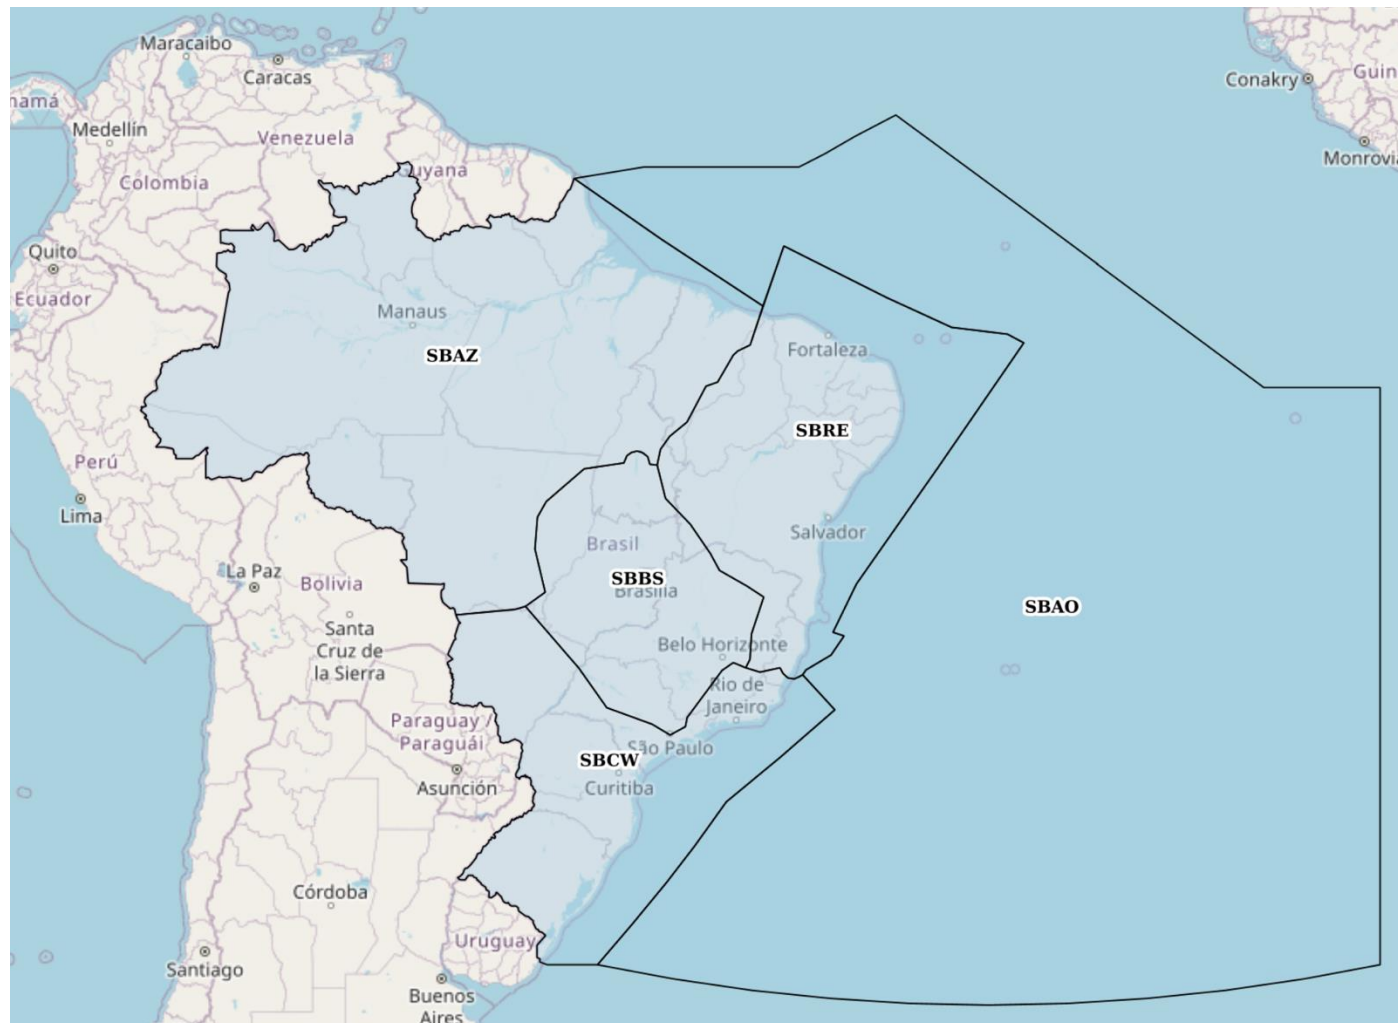 Maracaibo
Caracas
namá
Medellín
Venezuela
Colombia
Guyana
Conakry
Guin
Monrovia
Quito
Ecuador
Manaus
SBAZ
Fortaleza
SBRE
Perú
Lima
Salvador
Brasil
La Paz
Bolivia
SBBS
Brasília
SBAO
Santa
Cruz de
la Sierra
Belo Horizonte
Rio de
Janeiro
Paraguay /
Paraguái
São Paulo
SBCW
Asunción
Curitiba
Córdoba
Uruguay
Santiago
Buenos
Aires